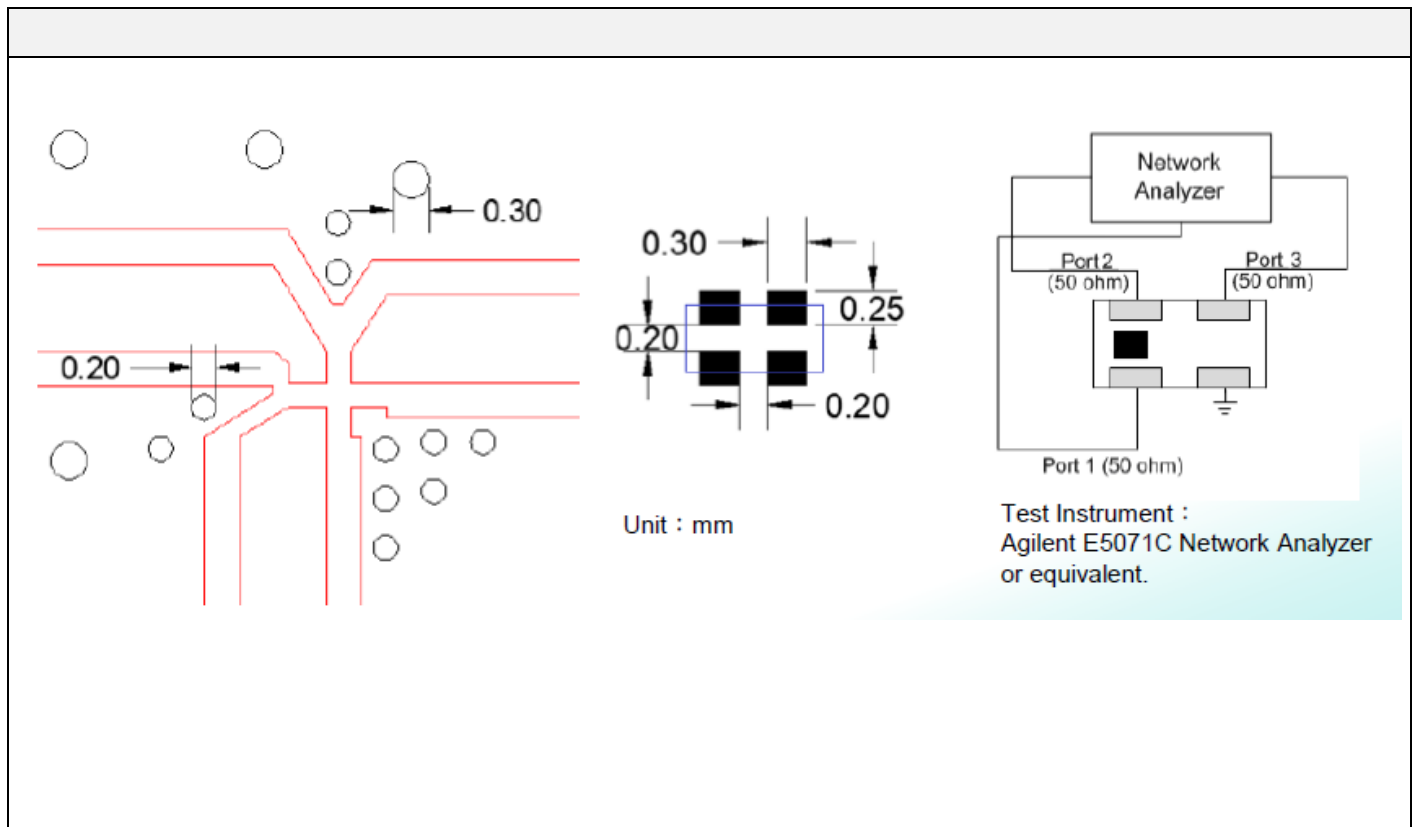 0.30
0.20
0.30
0.25
0.20
0.20
Unit：mm
Network
Analyzer
Port 2
(50 ohm)
Port 3
(50 ohm)
Port 1 (50 ohm)
Test Instrument：
Agilent E5071C Network Analyzer
or equivalent.